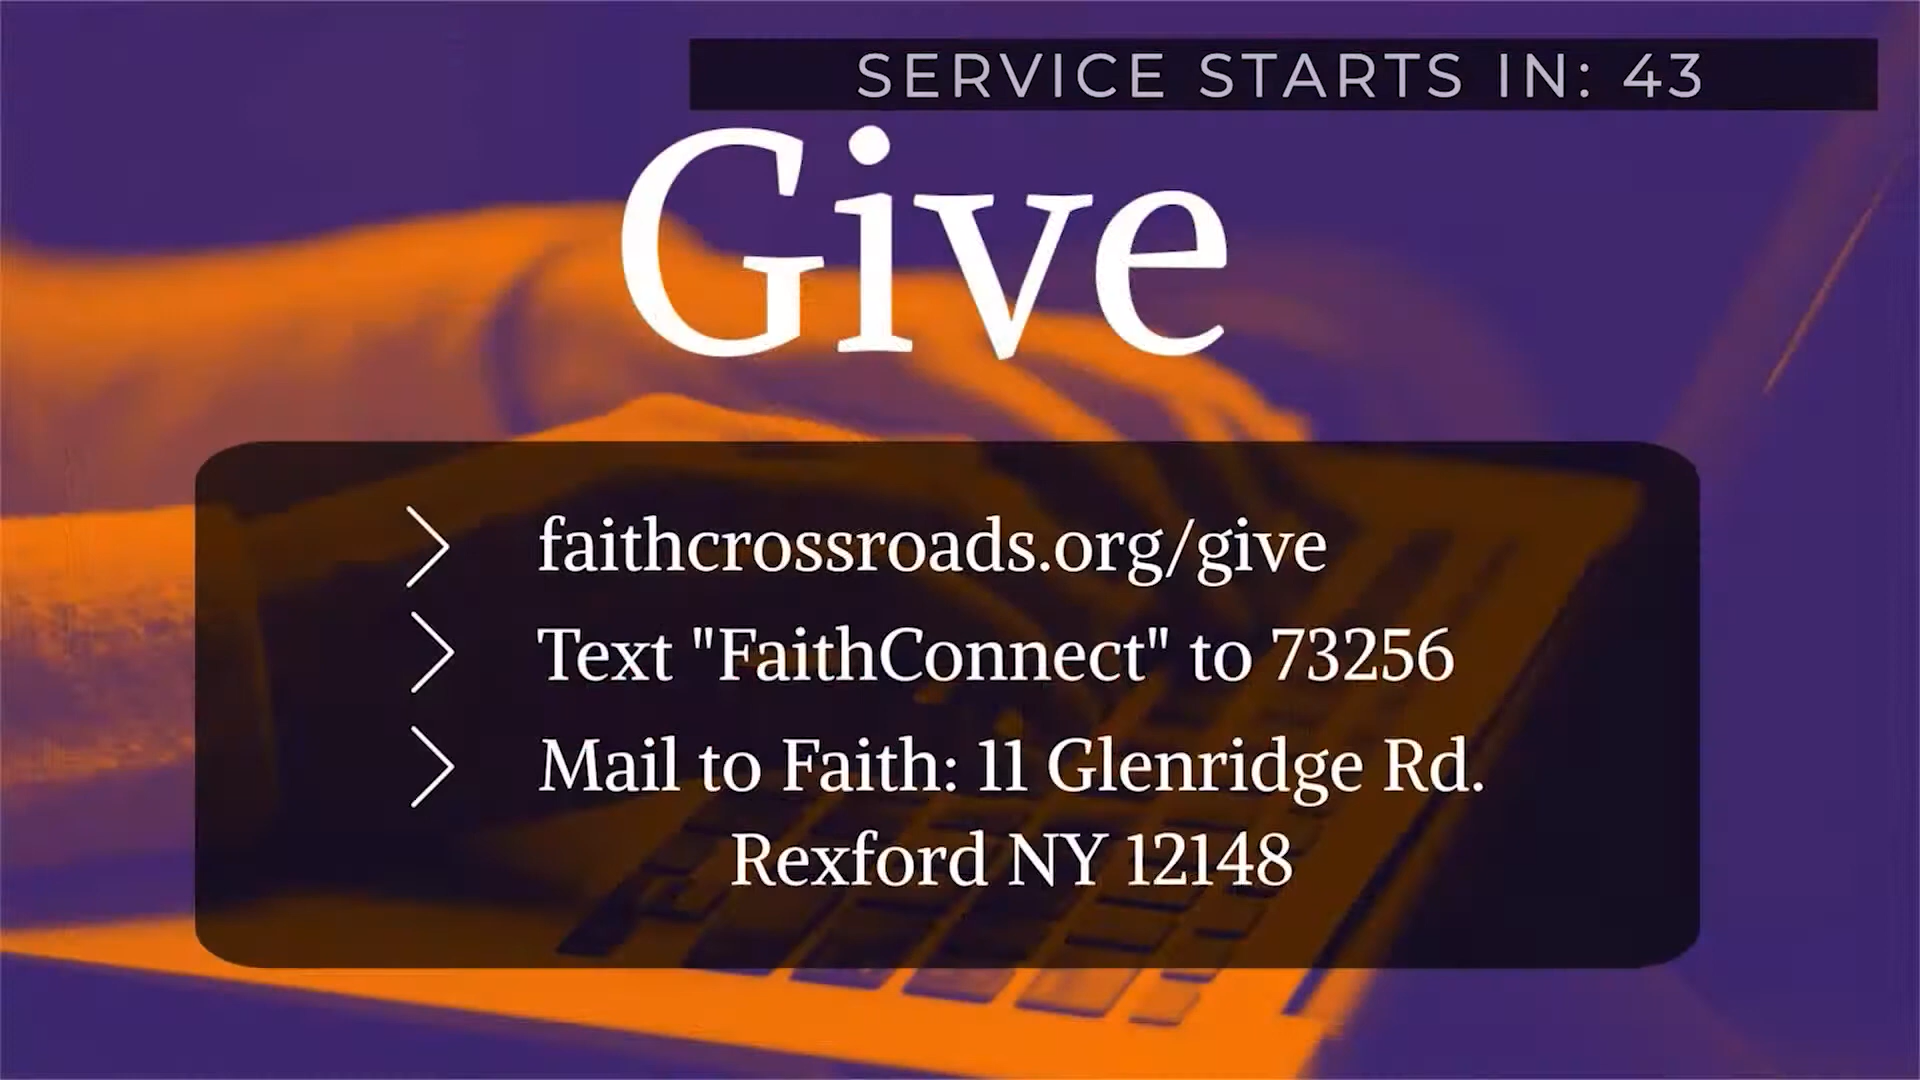 SERVICE STARTS IN: 43
Give
faithcrossroads.org/give
Text "FaithConnect" to 73256
Mail to Faith: 11 Glenridge Rd.
Rexford NY 12148